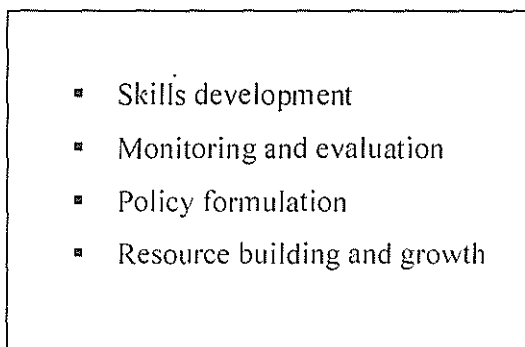 ▪ Skills development
▪ Monitoring and evaluation
▪ Policy formulation
▪ Resource building and growth